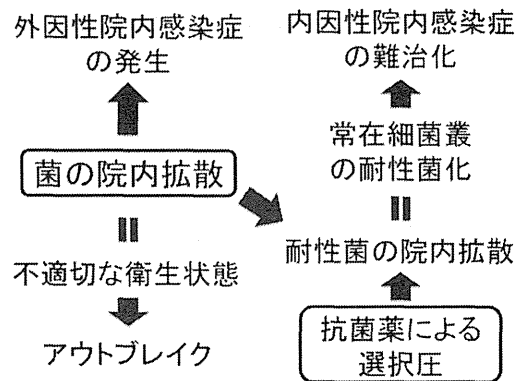 外因性院内感染症
の発生
菌の院内拡散
不適切な衛生状態
アウトブレイク
内因性院内感染症
の難治化
常在細菌叢
の耐性菌化
耐性菌の院内拡散
抗菌薬による
選択圧